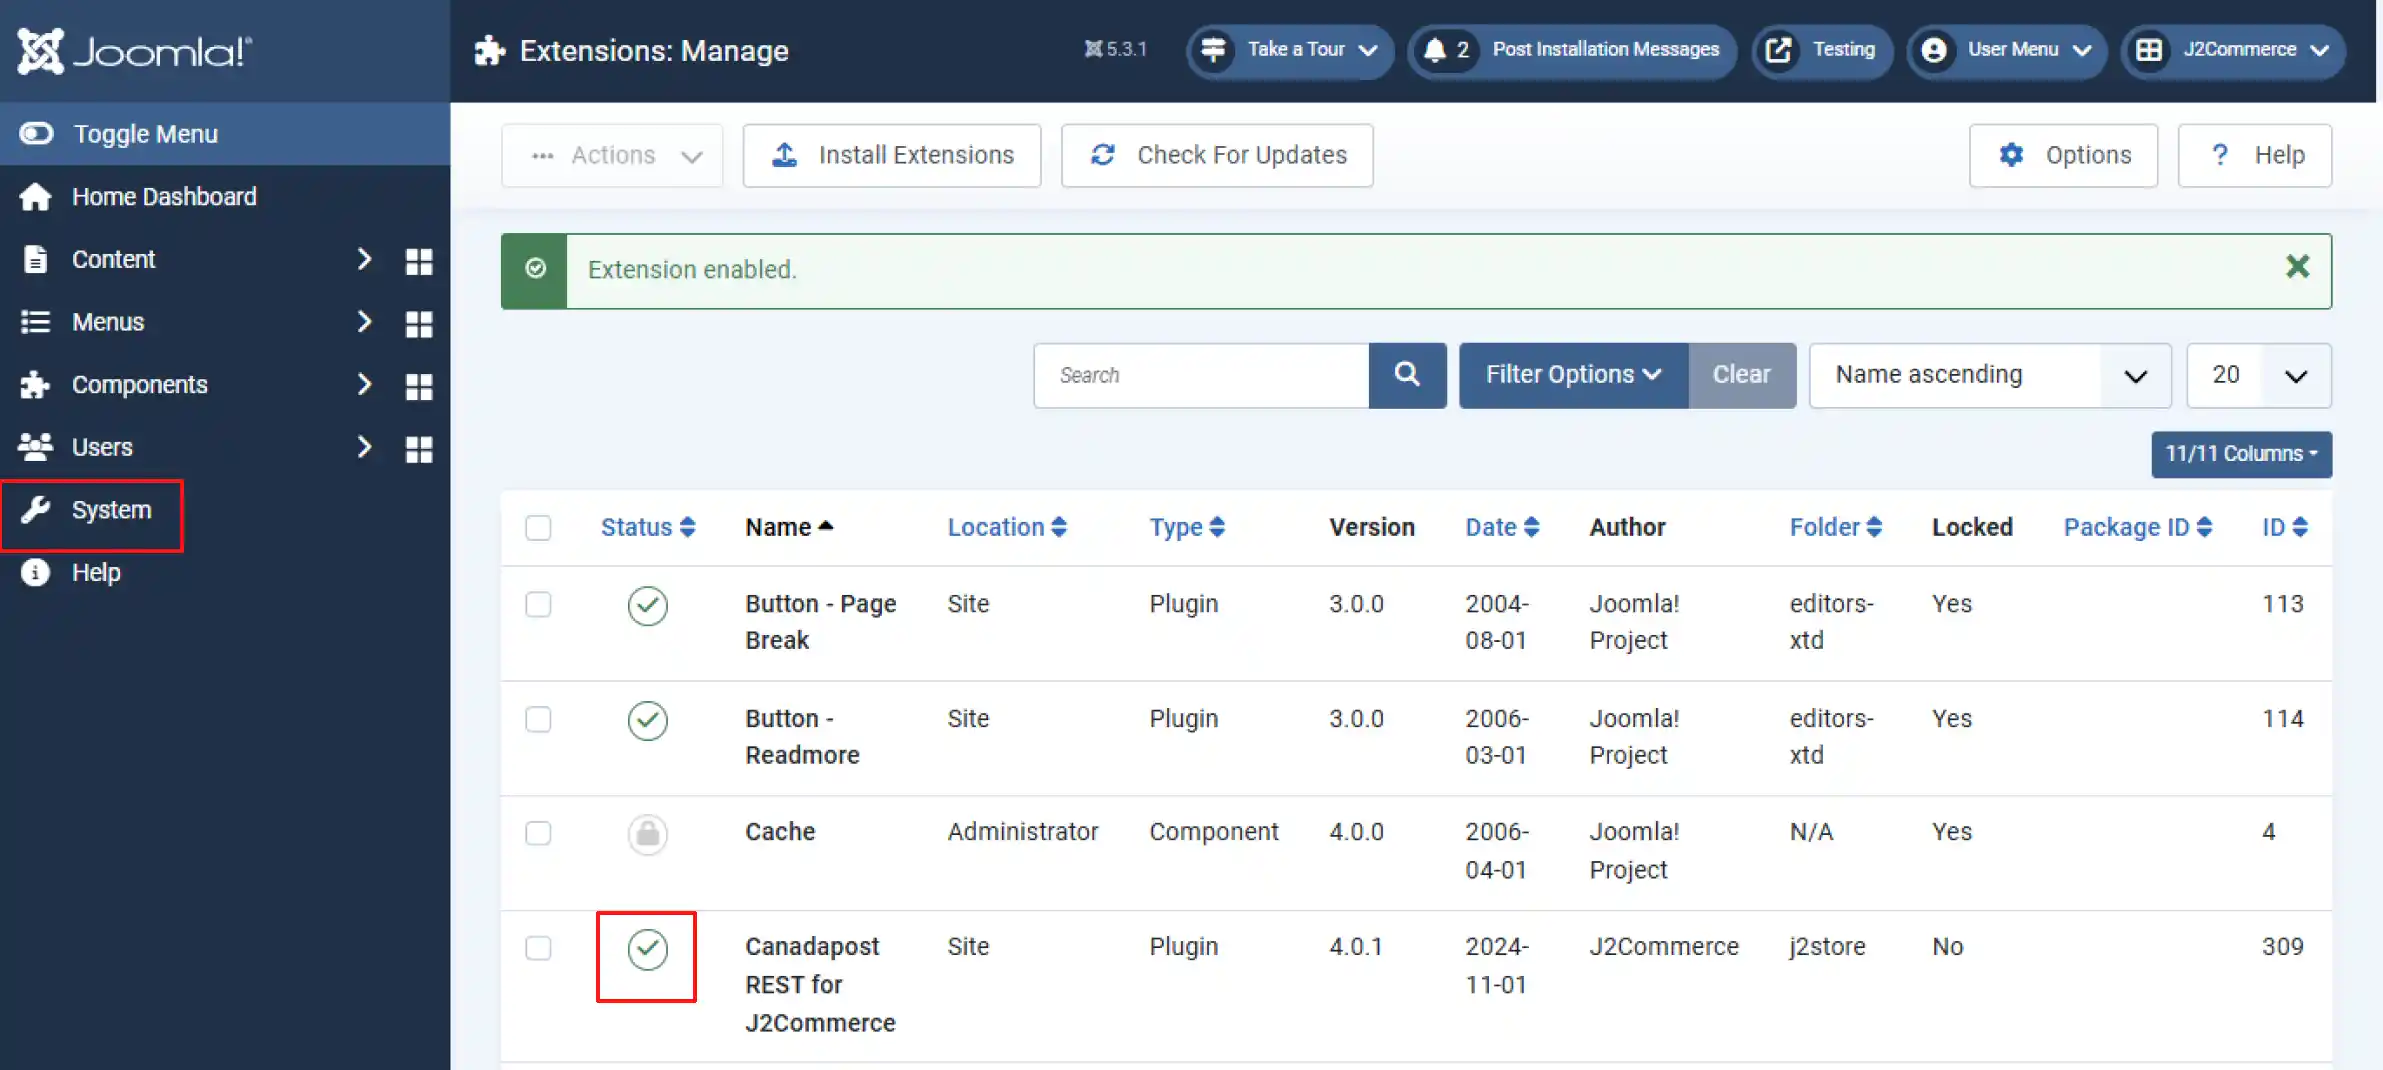 Joomla!
Extensions: Manage
5.3.1
Take a Tour
2 Post Installation Messages
Testing
User Menu
J2Commerce
Toggle Menu
Home Dashboard
Content
Menus
Components
Users
System
Help
Actions
Install Extensions
Check For Updates
Options
? Help
Extension enabled.
Search
Filter Options
Clear
Name ascending
20
11/11 Columns
Status Name Location Type Version Date Author Folder Locked Package ID ID
Button - Page Site Plugin 3.0.0 2004- Joomla! editors- Yes 113
Break 08-01 Project xtd
Button - Site Plugin 3.0.0 2006- Joomla! editors- Yes 114
Readmore 03-01 Project xtd
Cache Administrator Component 4.0.0 2006- Joomla! N/A Yes 4
04-01 Project
Canadapost Site Plugin 4.0.1 2024- J2Commerce j2store No 309
REST for 11-01
J2Commerce